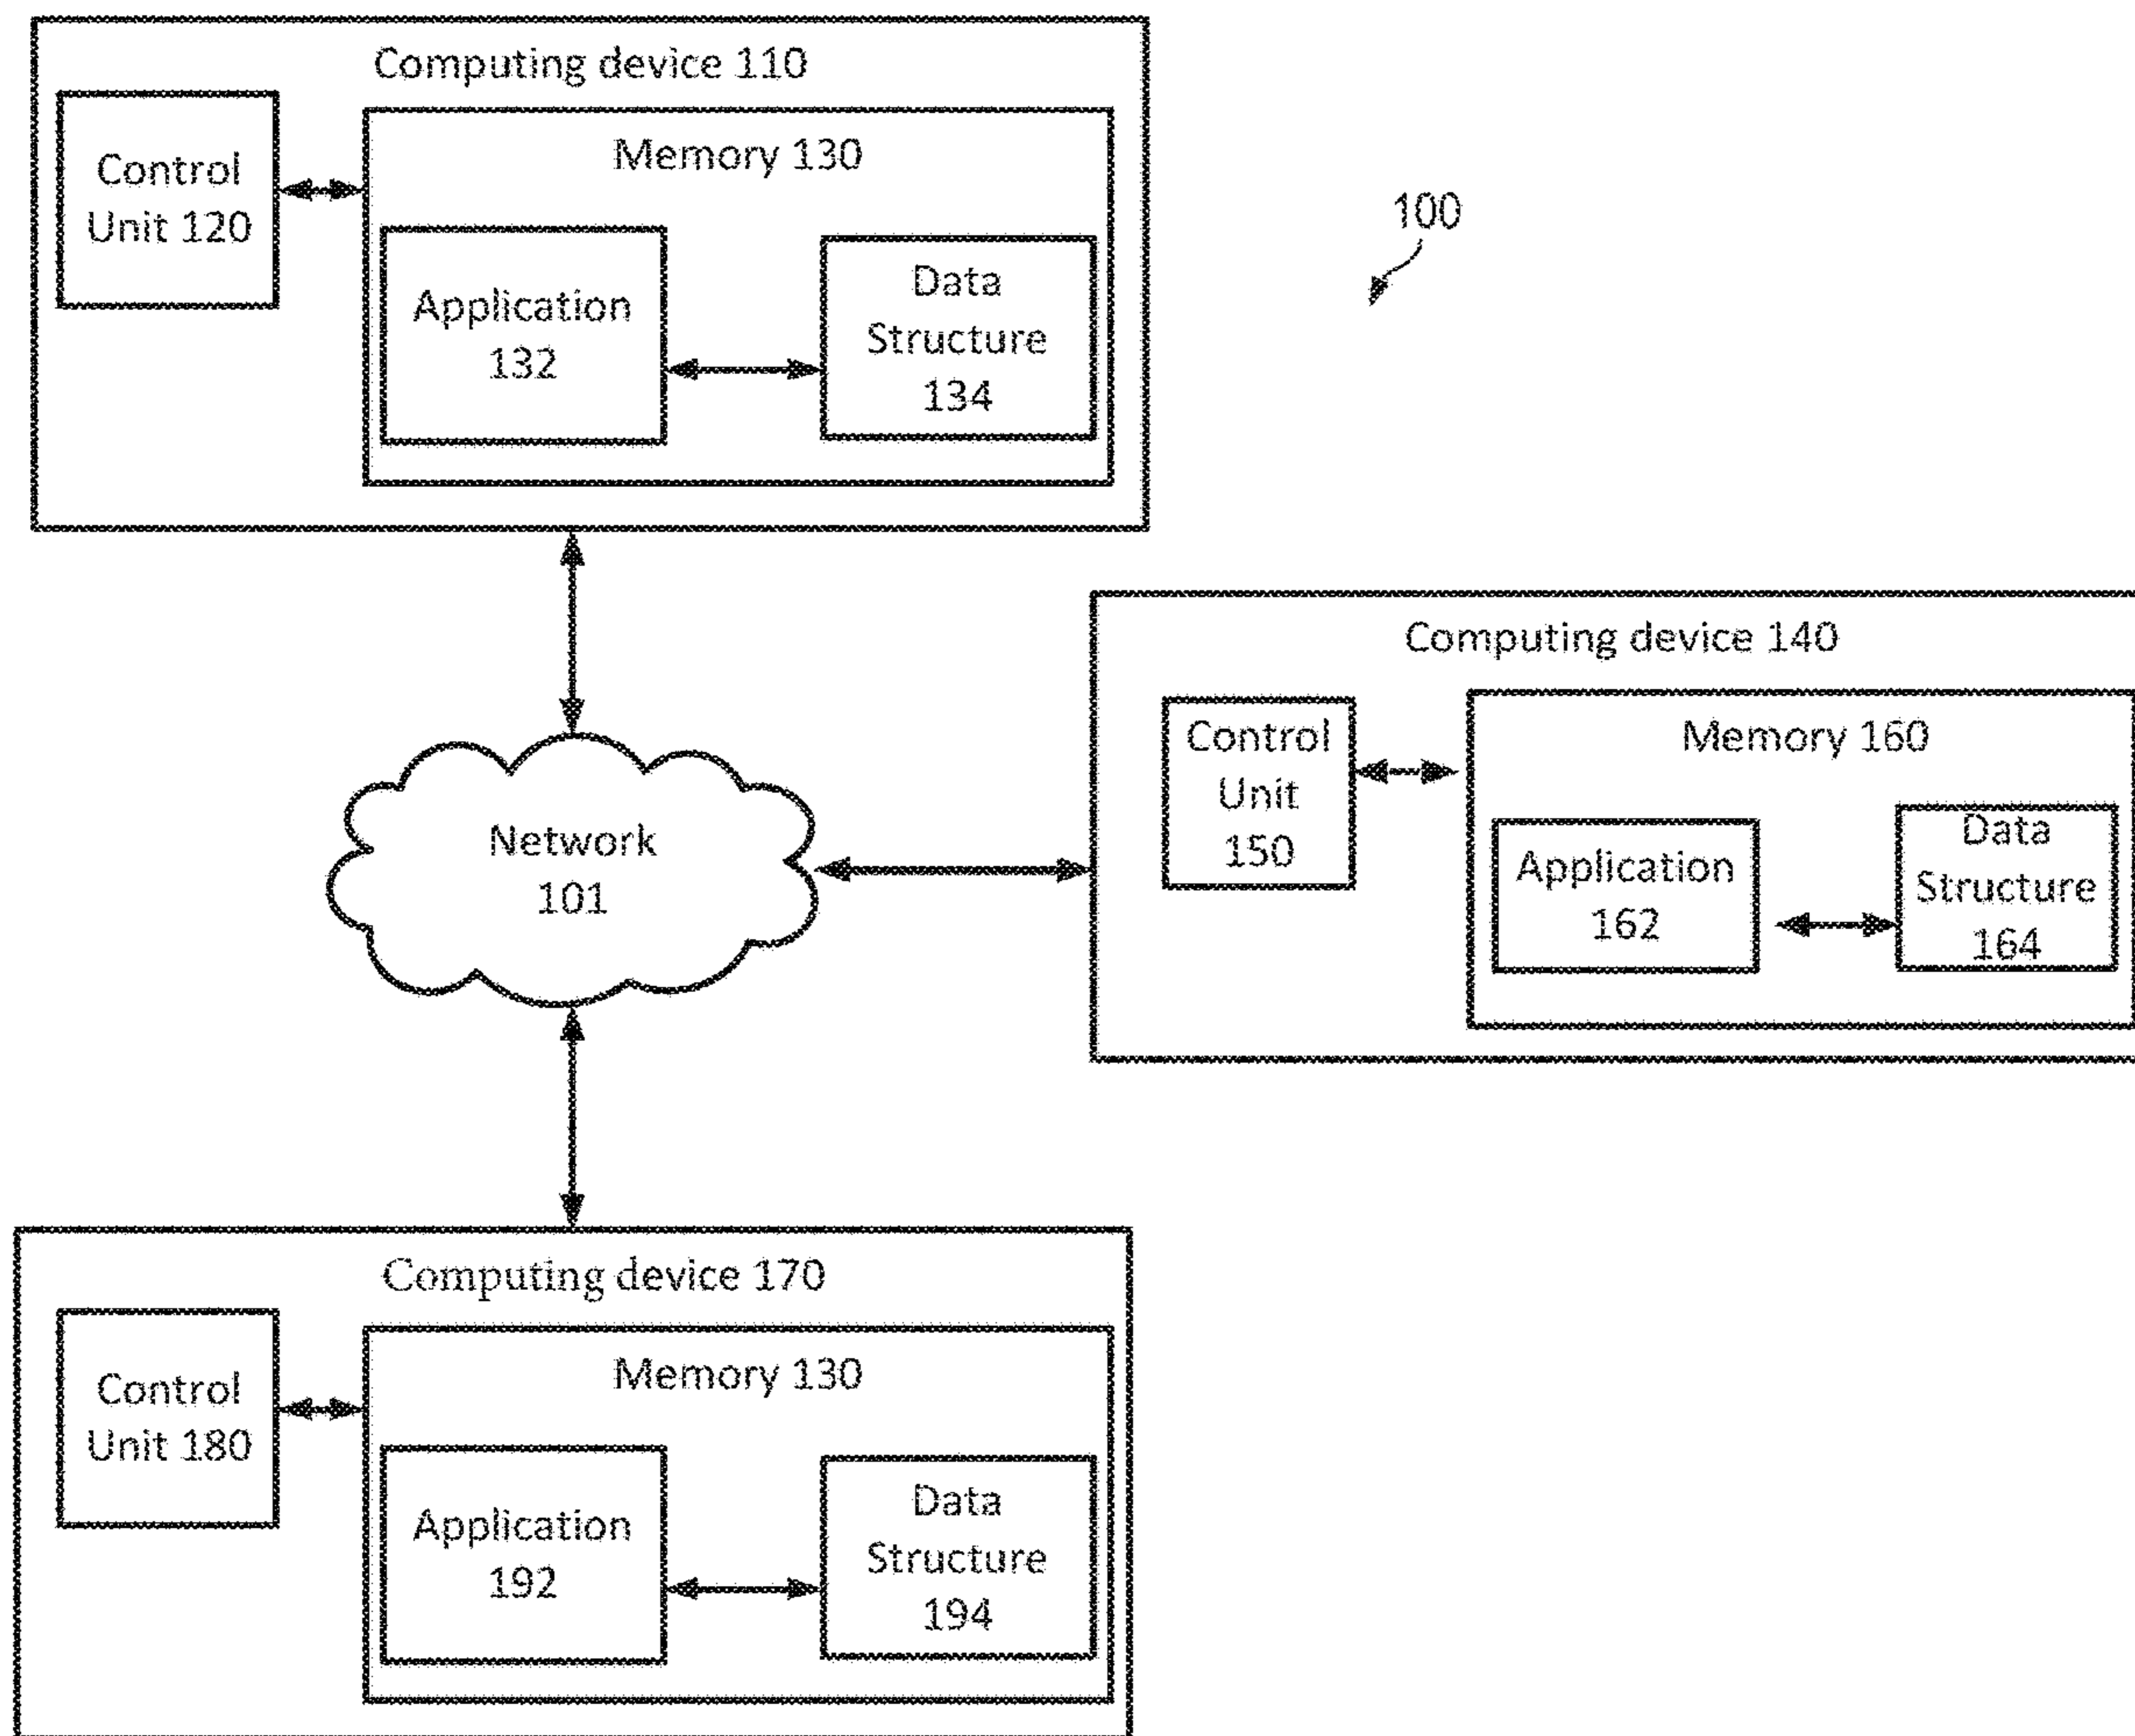 Computing device 110
Control
Unit 120
Memory 130
Application
132
Data
Structure
134
100
Computing device 140
Control
Unit
150
Memory 160
Application
162
Data
Structure
164
Network
101
Computing device 170
Control
Unit 180
Memory 130
Application
192
Data
Structure
194